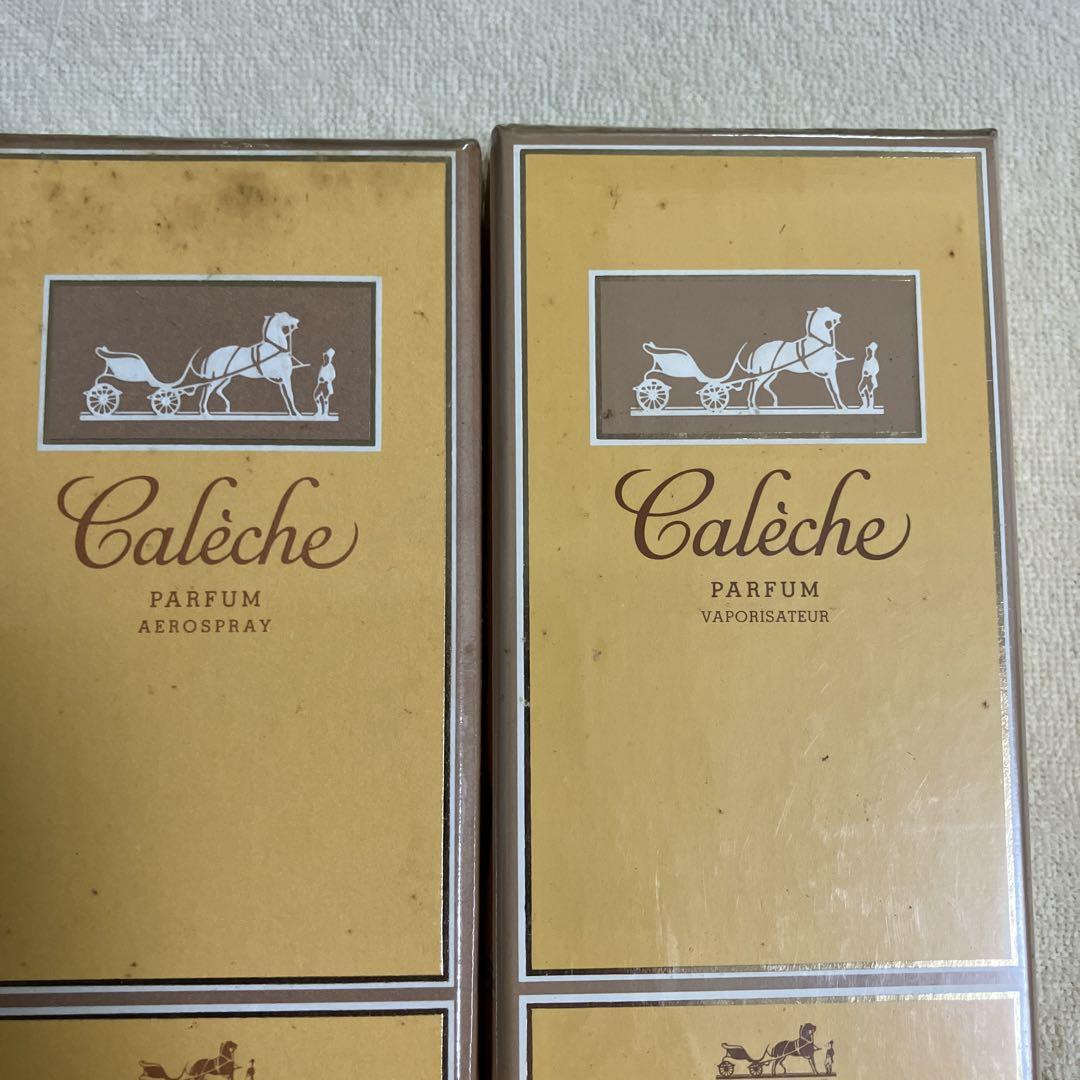 Calèche
PARFUM
AEROSPRAY
Calèche
PARFUM
VAPORISATEUR